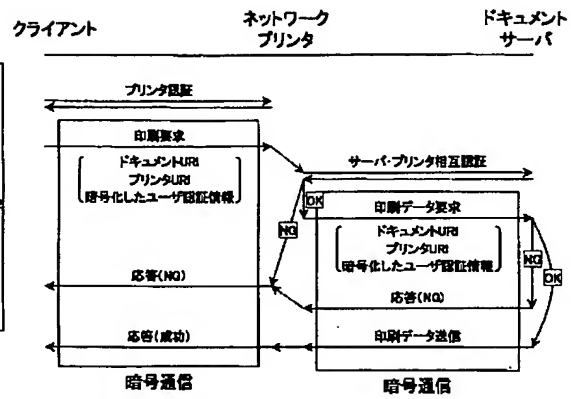 クライアント
ネットワーク
プリンタ
ドキュメント
サーバ
プリンタ認証
印刷要求
ドキュメントURI
プリンタURI
暗号化したユーザ認証情報
サーバ・プリンタ相互認証
OK
NG
印刷データ要求
ドキュメントURI
プリンタURI
暗号化したユーザ認証情報
NG
OK
応答(NG)
応答(NG)
応答(成功)
印刷データ送信
暗号通信
暗号通信